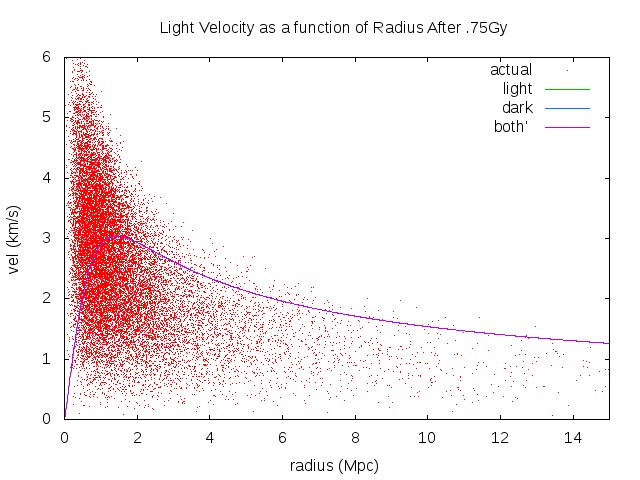 Light Velocity as a function of Radius After .75Gy
actual
light
dark
both'
vel (km/s)
6
5
4
3
2
1
0
0 2 4 6 8 10 12 14
radius (Mpc)